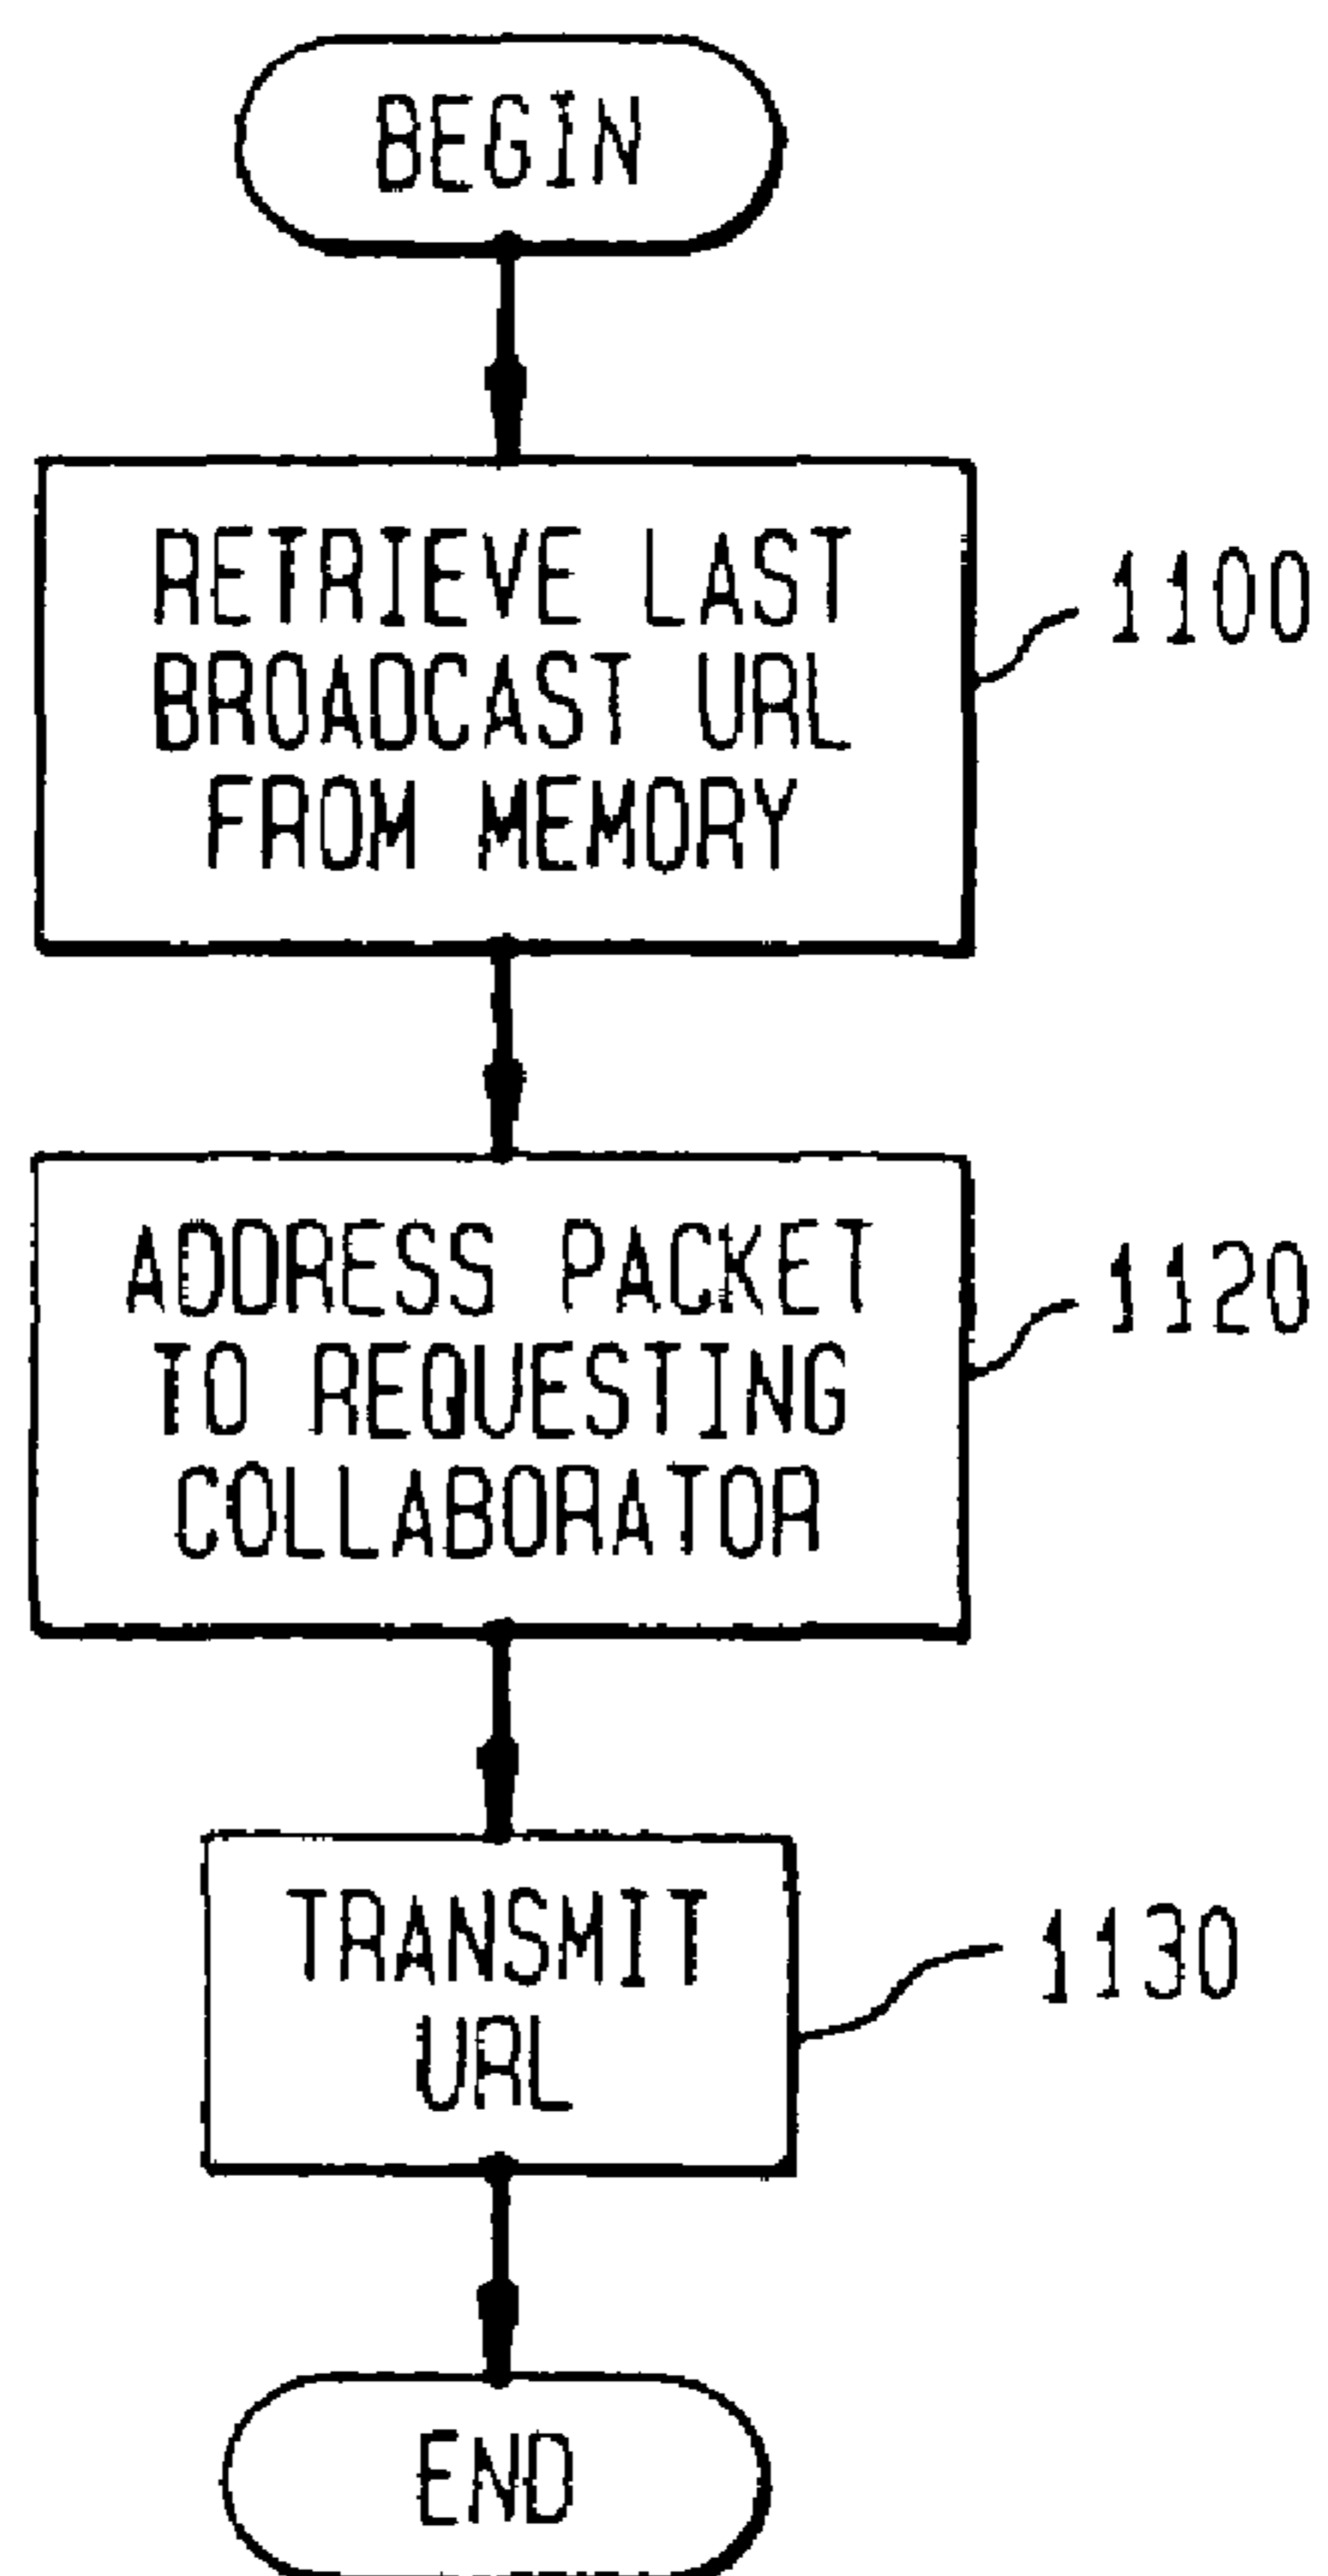 BEGIN
RETRIEVE LAST
BROADCAST URL
FROM MEMORY
1100
ADDRESS PACKET
TO REQUESTING
COLLABORATOR
1120
TRANSMIT
URL
1130
END